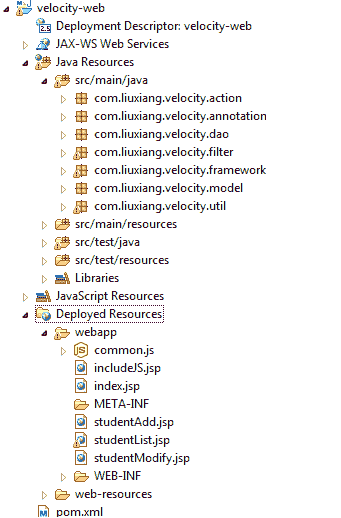 velocity-web
Deployment Descriptor: velocity-web
JAX-WS Web Services
Java Resources
src/main/java
com.liuxiang.velocity.action
com.liuxiang.velocity.annotation
com.liuxiang.velocity.dao
com.liuxiang.velocity.filter
com.liuxiang.velocity.framework
com.liuxiang.velocity.model
com.liuxiang.velocity.util
src/main/resources
src/test/java
src/test/resources
Libraries
JavaScript Resources
Deployed Resources
webapp
common.js
includeJS.jsp
index.jsp
META-INF
studentAdd.jsp
studentList.jsp
studentModify.jsp
WEB-INF
web-resources
pom.xml